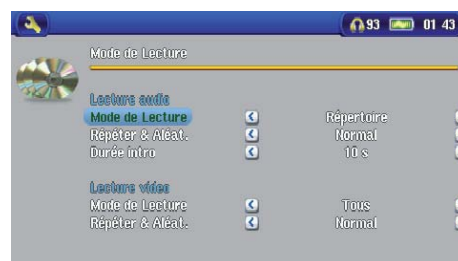 93 01 43
Mode de Lecture
Lecture audio
Mode de Lecture Répertoire
Répéter & Aléat. Normal
Durée intro 10 s
Lecture video
Mode de Lecture Tous
Répéter & Aléat. Normal